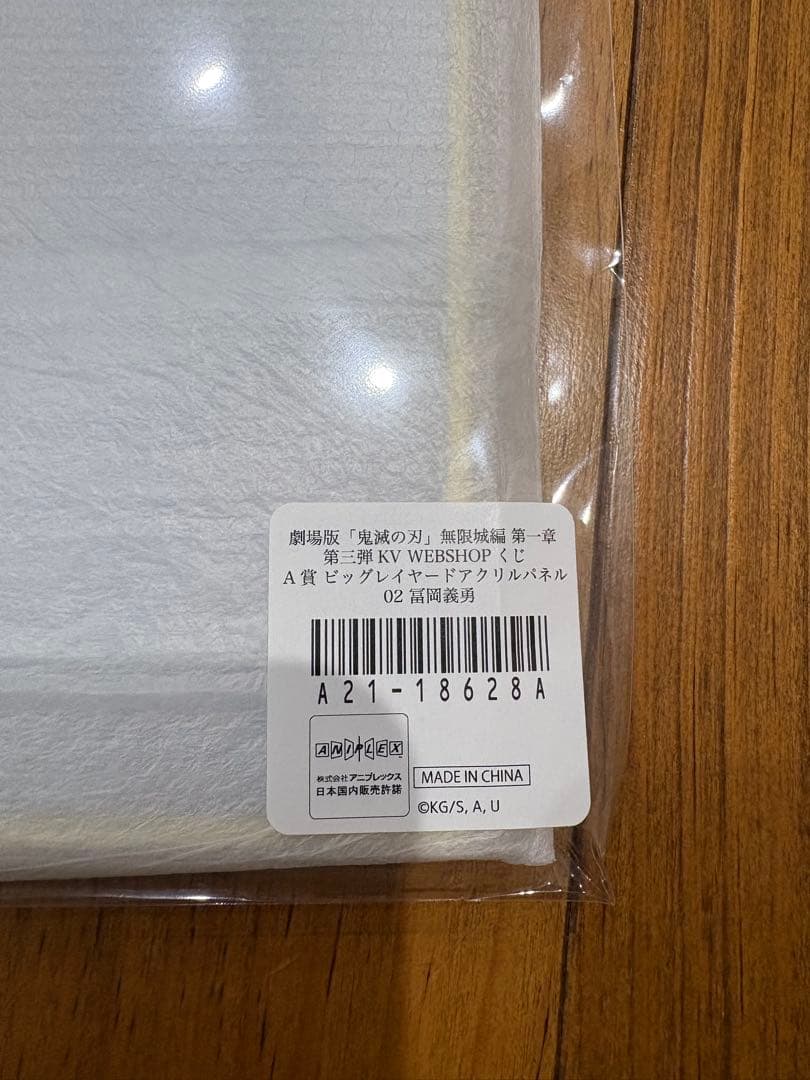 劇場版「鬼滅の刃」無限城編 第一章
第三弾 KV WEBSHOP くじ
A賞 ビッグレイヤードアクリルパネル
02 冨岡義勇
A21-18628A
ANIPLEX
株式会社アニプレックス
日本国内販売許諾
MADE IN CHINA
©KG/S, A, U